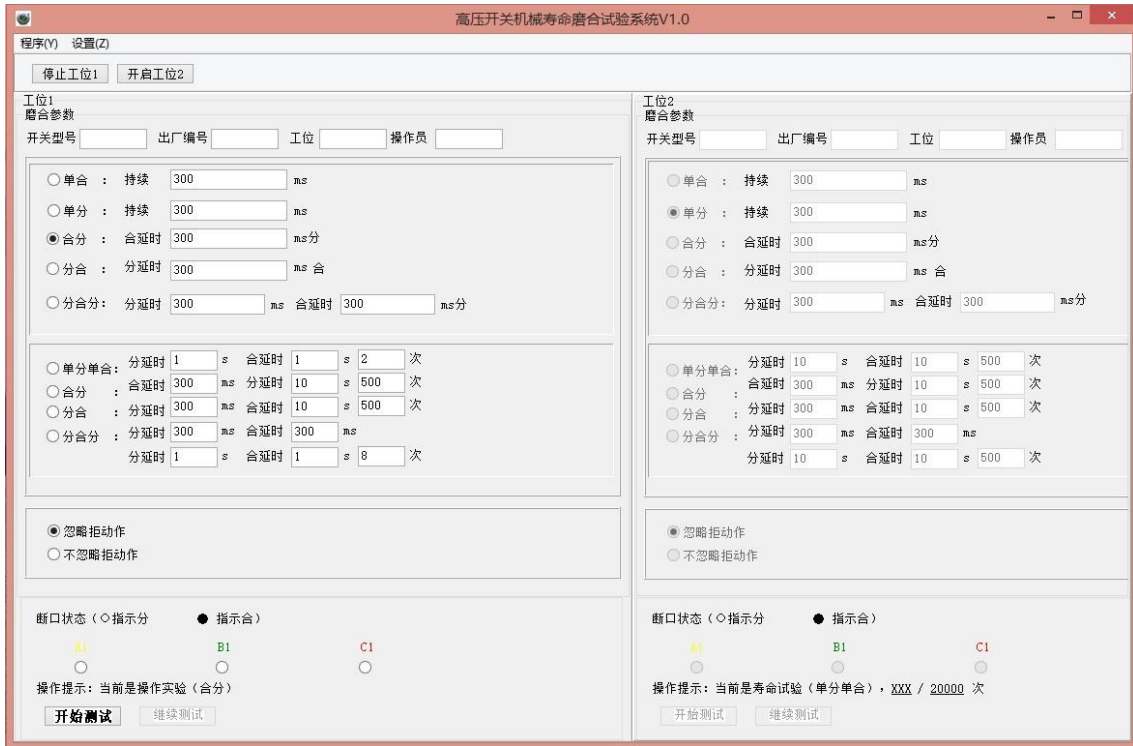 高压开关机械寿命磨合试验系统V1.0
程序(Y) 设置(Z)
停止工位1 开启工位2
工位1
磨合参数
开关型号 出厂编号 工位 操作员
单合 : 持续 300 ms
单分 : 持续 300 ms
合分 : 合延时 300 ms分
分合 : 分延时 300 ms 合
分合分: 分延时 300 ms 合延时 300 ms分
单分单合: 分延时 1 s 合延时 1 s 2 次
合分 : 合延时 300 ms 分延时 10 s 500 次
分合 : 分延时 300 ms 合延时 10 s 500 次
分合分 : 分延时 300 ms 合延时 300 ms
分延时 1 s 合延时 1 s 8 次
忽略拒动作
不忽略拒动作
断口状态(○指示分 ● 指示合)
A1 B1 C1
操作提示: 当前是操作实验(合分)
开始测试 继续测试
工位2
磨合参数
开关型号 出厂编号 工位 操作员
单合 : 持续 300 ms
单分 : 持续 300 ms
合分 : 合延时 300 ms分
分合 : 分延时 300 ms 合
分合分: 分延时 300 ms 合延时 300 ms分
单分单合: 分延时 10 s 合延时 10 s 500 次
合分 : 合延时 300 ms 分延时 10 s 500 次
分合 : 分延时 300 ms 合延时 10 s 500 次
分合分 : 分延时 300 ms 合延时 300 ms
分延时 10 s 合延时 10 s 500 次
忽略拒动作
不忽略拒动作
断口状态(○指示分 ● 指示合)
A1 B1 C1
操作提示: 当前是寿命试验(单分单合), XXX / 20000 次
开始测试 继续测试